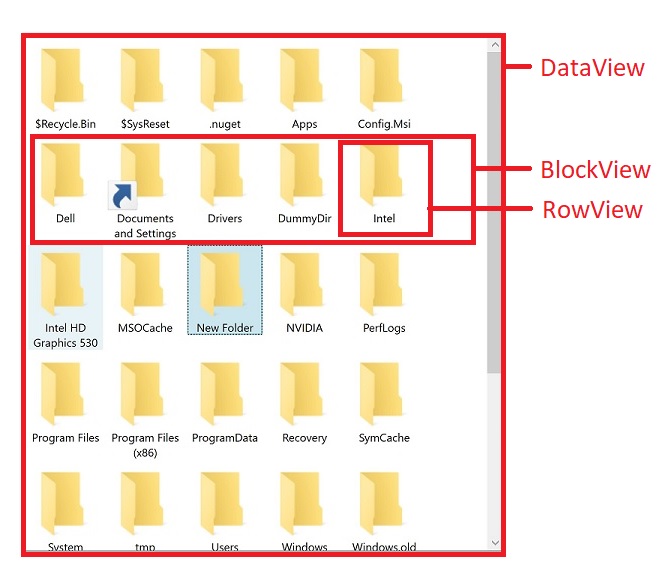 DataView
$Recycle.Bin $SysReset .nuget Apps Config.Msi
BlockView
RowView
Dell Documents Drivers DummyDir Intel
and Settings
Intel HD MSOCache New Folder NVIDIA PerfLogs
Graphics 530
Program Files Program Files ProgramData Recovery SymCache
(x86)
System tmp Users Windows Windows.old